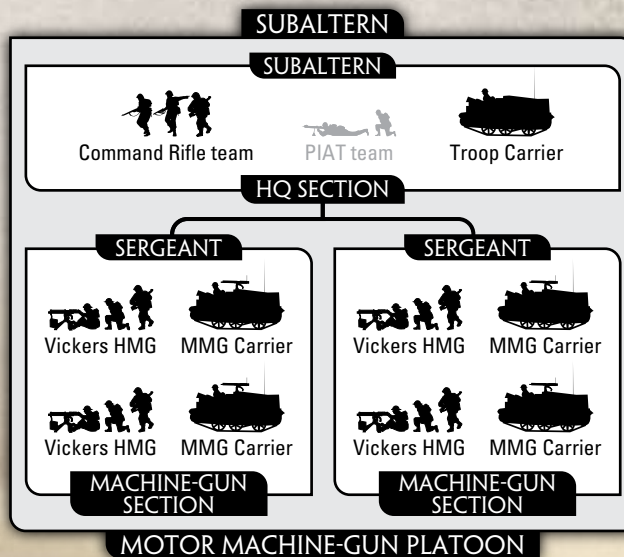 SUBALTERN
SUBALTERN
Command Rifle team
PIAT team
Troop Carrier
HQ SECTION
SERGEANT
Vickers HMG
MMG Carrier
Vickers HMG
MMG Carrier
MACHINE-GUN
SECTION
SERGEANT
Vickers HMG
MMG Carrier
Vickers HMG
MMG Carrier
MACHINE-GUN
SECTION
MOTOR MACHINE-GUN PLATOON